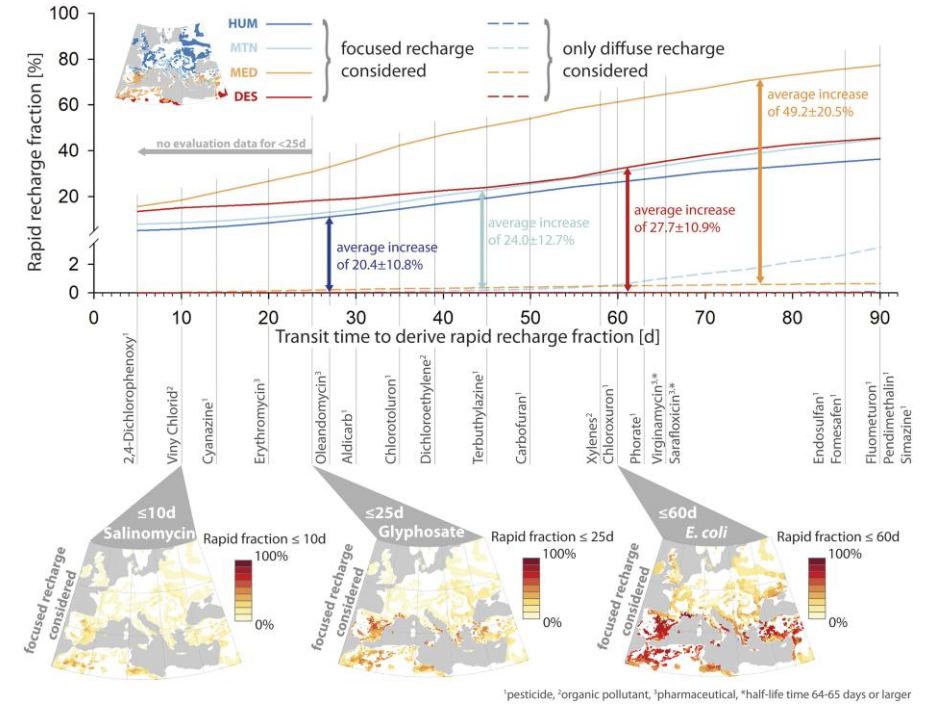 100
80
60
40
20
2
0
Rapid recharge fraction [%]
HUM
MTN
MED
DES
focused recharge
considered
only diffuse recharge
considered
no evaluation data for <25d
average increase
of 49.2±20.5%
average increase
of 20.4±10.8%
average increase
of 24.0±12.7%
average increase
of 27.7±10.9%
0 10 20 30 40 50 60 70 80 90
Transit time to derive rapid recharge fraction [d]
2,4-Dichlorophenoxy¹
Viny Chlorid²
Cyanazine¹
Erythromycin³
Oleandomycin³
Aldicarb¹
Chlorotoluron¹
Dichloroethylene²
Terbuthylazine¹
Carbofuran¹
Xylenes²
Chloroxuron¹
Phorate¹
Virginamycin³,*
Sarafloxicin³,*
Endosulfan¹
Fomesafen¹
Fluometuron¹
Pendimethalin¹
Simazine¹
≤10d
Salinomycin
Rapid fraction ≤ 10d
100%
0%
focused recharge
considered
≤25d
Glyphosate
Rapid fraction ≤ 25d
100%
0%
focused recharge
considered
≤60d
E. coli
Rapid fraction ≤ 60d
100%
0%
focused recharge
considered
¹pesticide, ²organic pollutant, ³pharmaceutical, *half-life time 64-65 days or larger